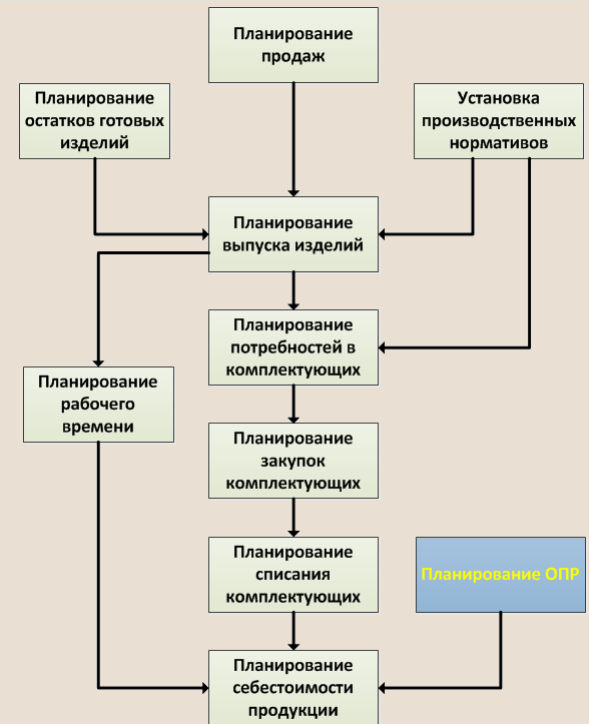 Планирование
продаж
Планирование
остатков готовых
изделий
Установка
производственных
нормативов
Планирование
выпуска изделий
Планирование
потребностей в
комплектующих
Планирование
рабочего
времени
Планирование
закупок
комплектующих
Планирование
списания
комплектующих
Планирование ОПР
Планирование
себестоимости
продукции